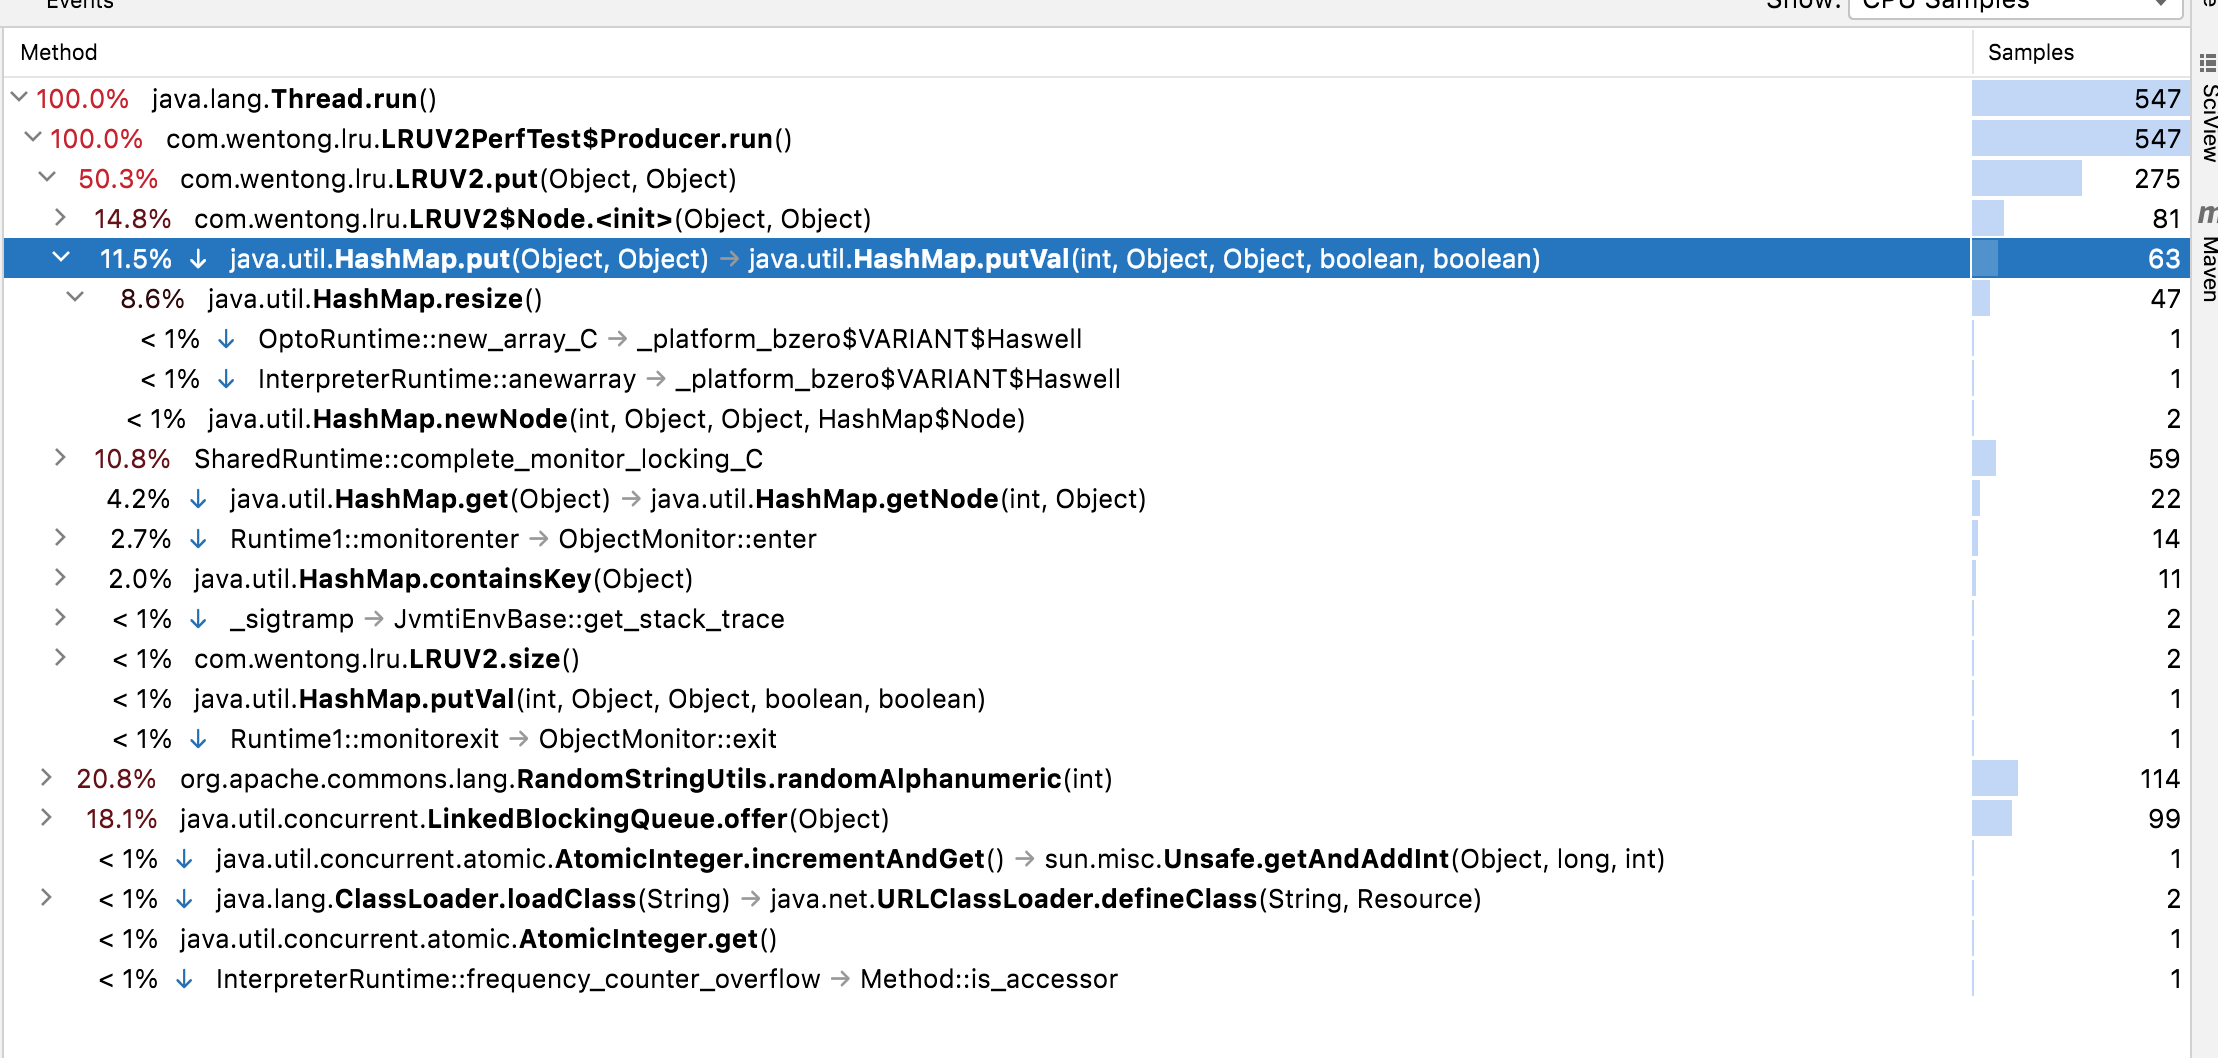 Events Show: CPU Samples
Method Samples
100.0% java.lang.Thread.run() 547
100.0% com.wentong.lru.LRUV2PerfTest$Producer.run() 547
50.3% com.wentong.lru.LRUV2.put(Object, Object) 275
14.8% com.wentong.lru.LRUV2$Node.<init>(Object, Object) 81
11.5% ↓ java.util.HashMap.put(Object, Object) → java.util.HashMap.putVal(int, Object, Object, boolean, boolean) 63
8.6% java.util.HashMap.resize() 47
< 1% ↓ OptoRuntime::new_array_C → _platform_bzero$VARIANT$Haswell 1
< 1% ↓ InterpreterRuntime::anewarray → _platform_bzero$VARIANT$Haswell 1
< 1% java.util.HashMap.newNode(int, Object, Object, HashMap$Node) 2
10.8% SharedRuntime::complete_monitor_locking_C 59
4.2% ↓ java.util.HashMap.get(Object) → java.util.HashMap.getNode(int, Object) 22
2.7% ↓ Runtime1::monitorenter → ObjectMonitor::enter 14
2.0% java.util.HashMap.containsKey(Object) 11
< 1% ↓ _sigtramp → JvmtiEnvBase::get_stack_trace 2
< 1% com.wentong.lru.LRUV2.size() 2
< 1% java.util.HashMap.putVal(int, Object, Object, boolean, boolean) 1
< 1% ↓ Runtime1::monitorexit → ObjectMonitor::exit 1
20.8% org.apache.commons.lang.RandomStringUtils.randomAlphanumeric(int) 114
18.1% java.util.concurrent.LinkedBlockingQueue.offer(Object) 99
< 1% ↓ java.util.concurrent.atomic.AtomicInteger.incrementAndGet() → sun.misc.Unsafe.getAndAddInt(Object, long, int) 1
< 1% ↓ java.lang.ClassLoader.loadClass(String) → java.net.URLClassLoader.defineClass(String, Resource) 2
< 1% java.util.concurrent.atomic.AtomicInteger.get() 1
< 1% ↓ InterpreterRuntime::frequency_counter_overflow → Method::is_accessor 1
SciView
m Maven